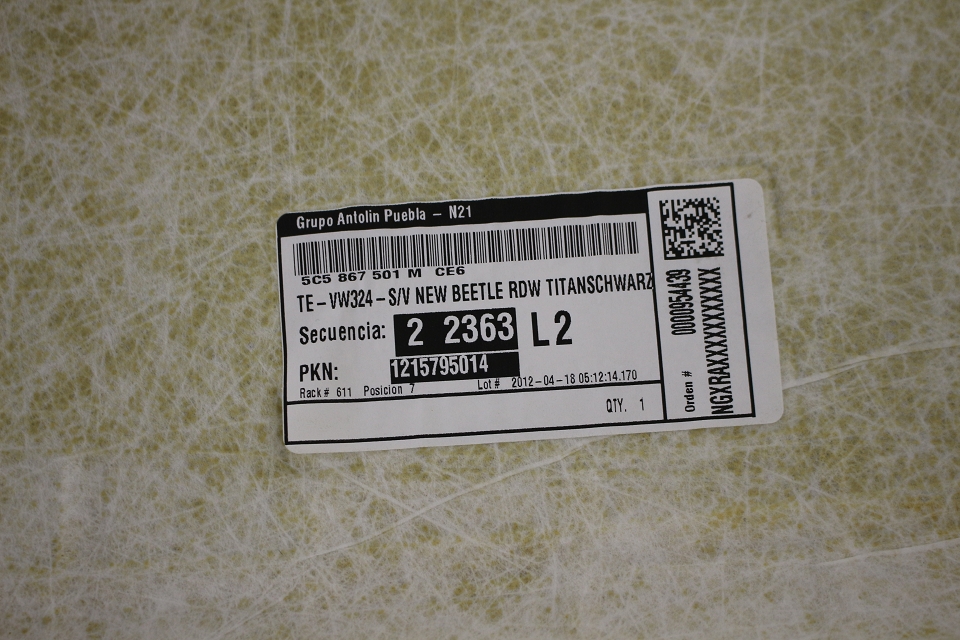 Grupo Antolin Puebla - N21
5C5 867 501 M CE6
TE-VW324-S/V NEW BEETLE RDW TITANSCHWARZ
Secuencia: 2 2363 L2
PKN: 1215795014
Rack# 611 Posicion 7 Lot# 2012-04-18 05:12:14.170
QTY. 1
Orden # 0000954439
NGXRAXXXXXXXXXXXX